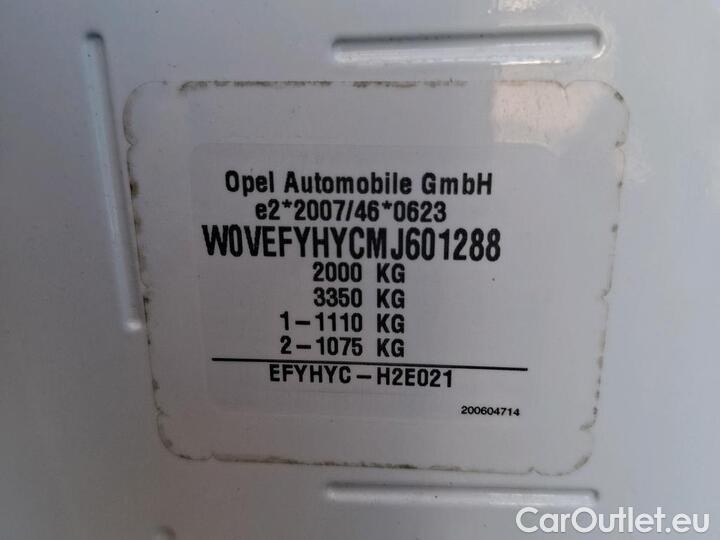 Opel Automobile GmbH
e2*2007/46*0623
W0VEFYHYCMJ601288
2000 KG
3350 KG
1-1110 KG
2-1075 KG
EFYHYC-H2E021
200604714
CarOutlet.eu